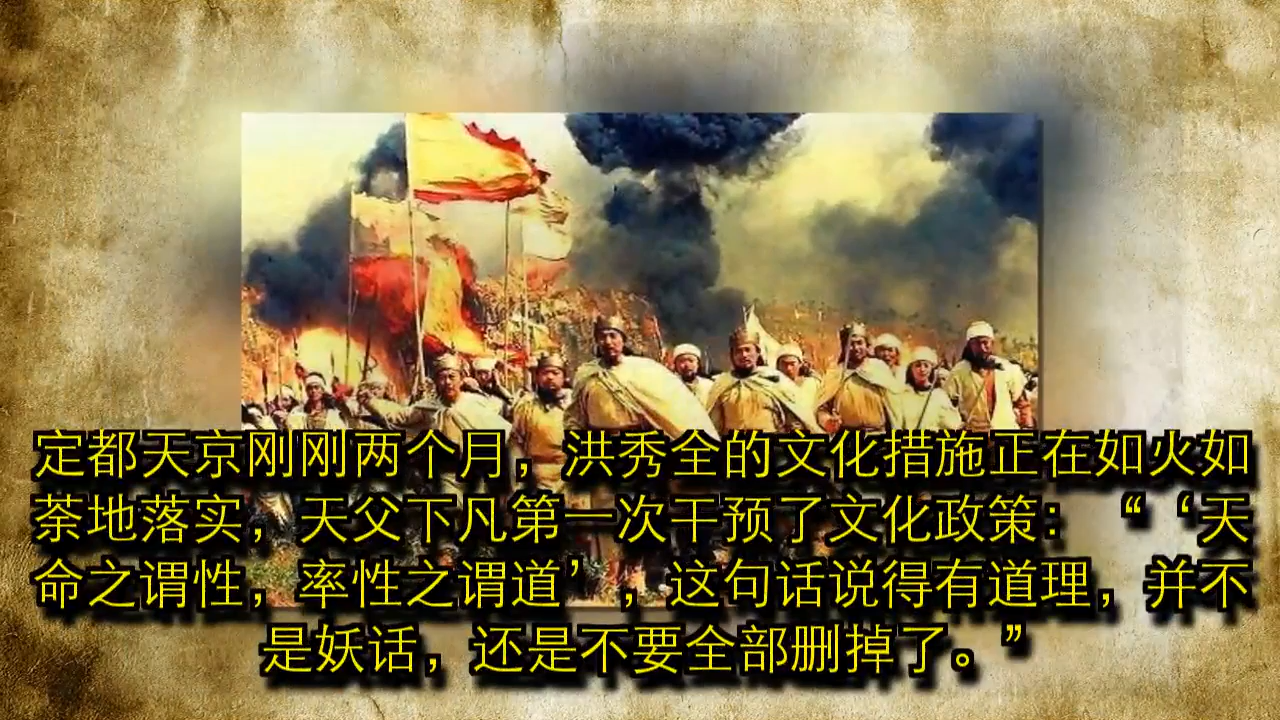 定都天京刚刚两个月，洪秀全的文化措施正在如火如
荼地落实，天父下凡第一次干预了文化政策：“‘天
命之谓性，率性之谓道’，这句话说得有道理，并不
是妖话，还是不要全部删掉了。”